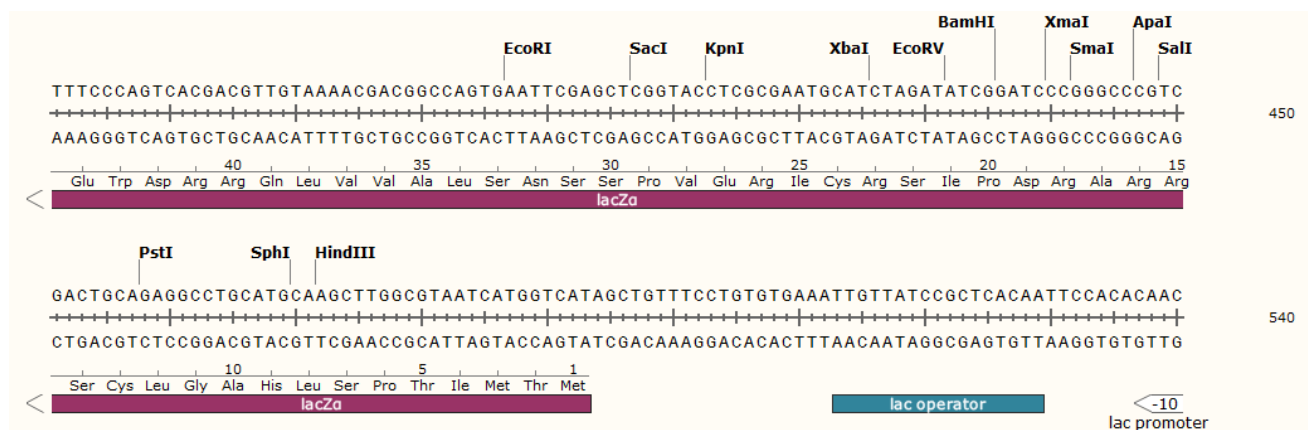 BamHI XmaI ApaI
EcoRI SacI KpnI XbaI EcoRV SmaI SalI
TTTCCCAGTCACGACGTTGTAAAACGACGGCCAGTGAATTCGAGCTCGGTACCTCGCGAATGCATCTAGATATCGGATCCCGGGCCCGTC
450
AAAGGGTCAGTGCTGCAACATTTTGCTGCCGGTCACTTAAGCTCGAGCCATGGAGCGCTTACGTAGATCTATAGCCTAGGGCCCGGGCAG
40 35 30 25 20 15
Glu Trp Asp Arg Arg Gln Leu Val Val Ala Leu Ser Asn Ser Ser Pro Val Glu Arg Ile Cys Arg Ser Ile Pro Asp Arg Ala Arg Arg
lacZα
PstI SphI HindIII
GACTGCAGAGGCCTGCATGCAAGCTTGGCGTAATCATGGTCATAGCTGTTTCCTGTGTGAAATTGTTATCCGCTCACAATTCCACACAAC
540
CTGACGTCTCCGGACGTACGTTCGAACCGCATTAGTACCAGTATCGACAAAGGACACACTTTAACAATAGGCGAGTGTTAAGGTGTGTTG
10 5 1
Ser Cys Leu Gly Ala His Leu Ser Pro Thr Ile Met Thr Met
lacZα lac operator -10
lac promoter